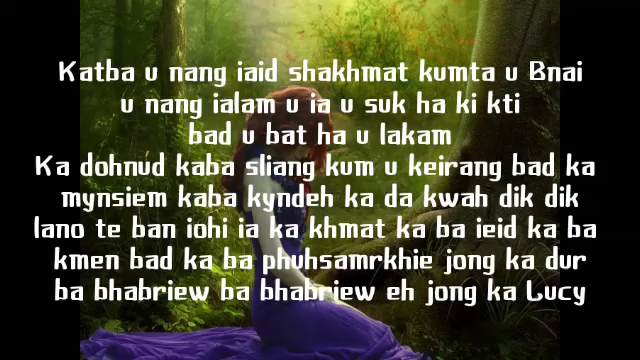 Katba u nang iaid shakhmat kumta u Bnai
u nang ialam u ia u suk ha ki kti
bad u bat ha u lakam
Ka dohnud kaba sliang kum u keirang bad ka
mynsiem kaba kyndeh ka da kwah dik dik
lano te ban iohi ia ka khmat ka ba ieid ka ba
kmen bad ka ba phuhsamrkhie jong ka dur
ba bhabriew ba bhabriew eh jong ka Lucy